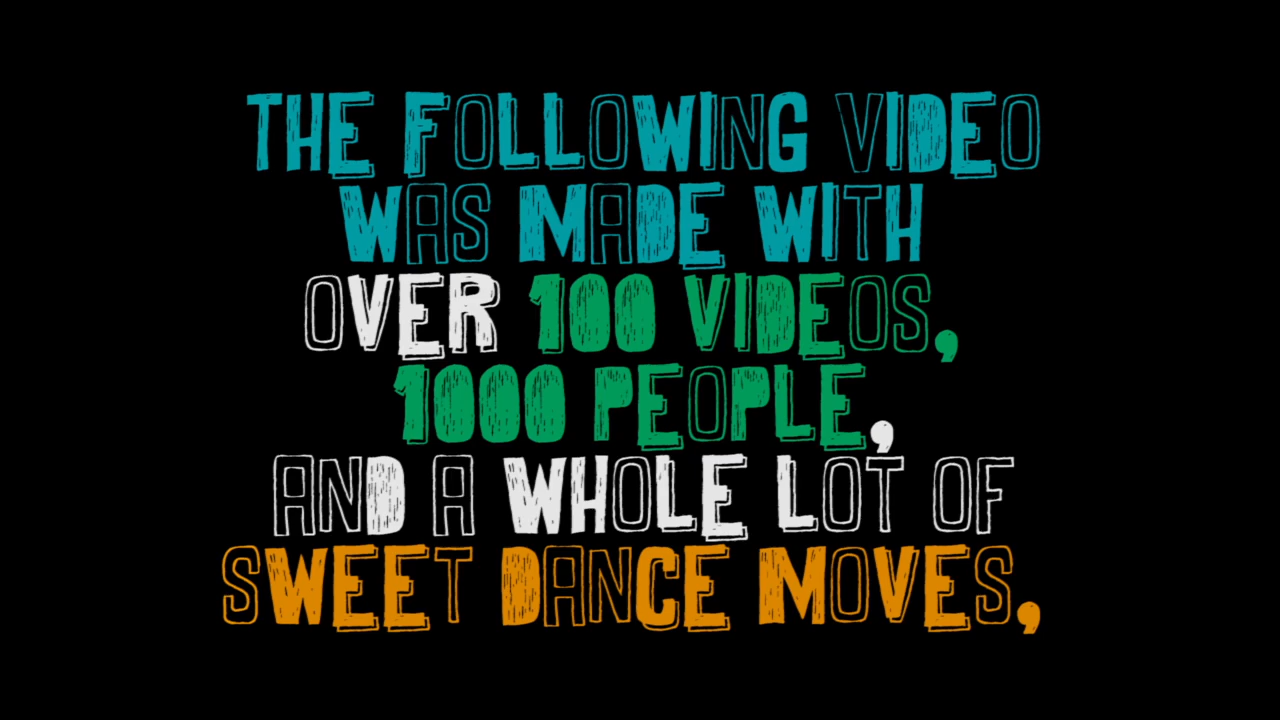 THE FOLLOWING VIDEO
WAS MADE WITH
OVER 100 VIDEOS,
1000 PEOPLE,
AND A WHOLE LOT OF
SWEET DANCE MOVES,